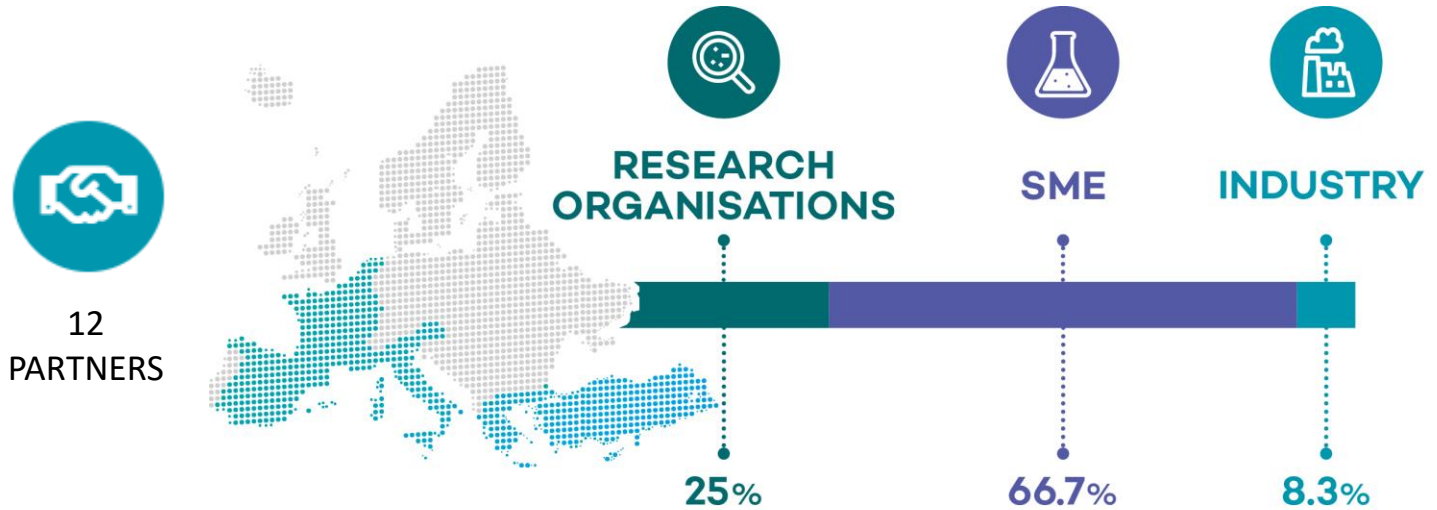 12
PARTNERS
RESEARCH
ORGANISATIONS
SME
INDUSTRY
25%
66.7%
8.3%